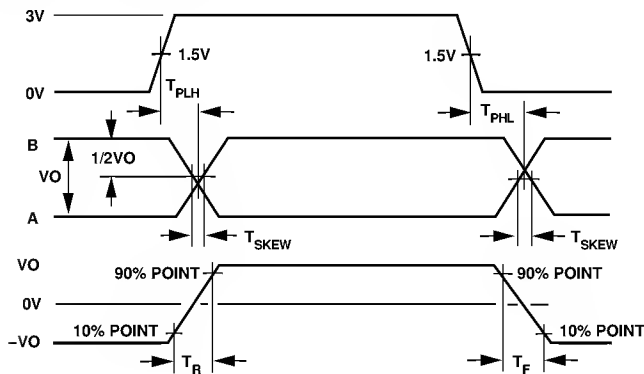 3V
1.5V
1.5V
0V
TPLH
TPHL
B
1/2VO
VO
A
TSKEW
TSKEW
VO
90% POINT
90% POINT
0V
10% POINT
10% POINT
–VO
TR
TF